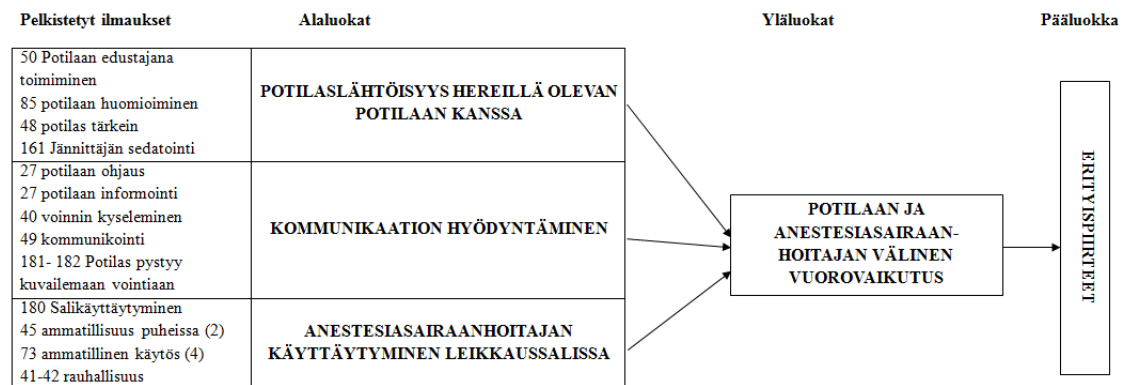 Pelkistetyt ilmaukset
Alaluokat
Yläluokat
Pääluokka
50 Potilaan edustajana
toimiminen
85 potilaan huomioiminen
48 potilas tärkein
161 Jännittäjän sedatointi
POTILASLÄHTÖISYYS HEREILLÄ OLEVAN
POTILAAN KANSSA
27 potilaan ohjaus
27 potilaan informointi
40 voinnin kyseleminen
49 kommunikointi
181- 182 Potilas pystyy
kuvailemaan vointiaan
KOMMUNIKAATION HYÖDYNTÄMINEN
180 Salikäyttäytyminen
45 ammatillisuus puheissa (2)
73 ammatillinen käytös (4)
41-42 rauhallisuus
ANESTESIASAIRAANHOITAJAN
KÄYTTÄYTYMINEN LEIKKAUSSALISSA
POTILAAN JA
ANESTESIASAIRAAN-
HOITAJAN VÄLINEN
VUOROVAIKUTUS
ERITYISPIIRTEET